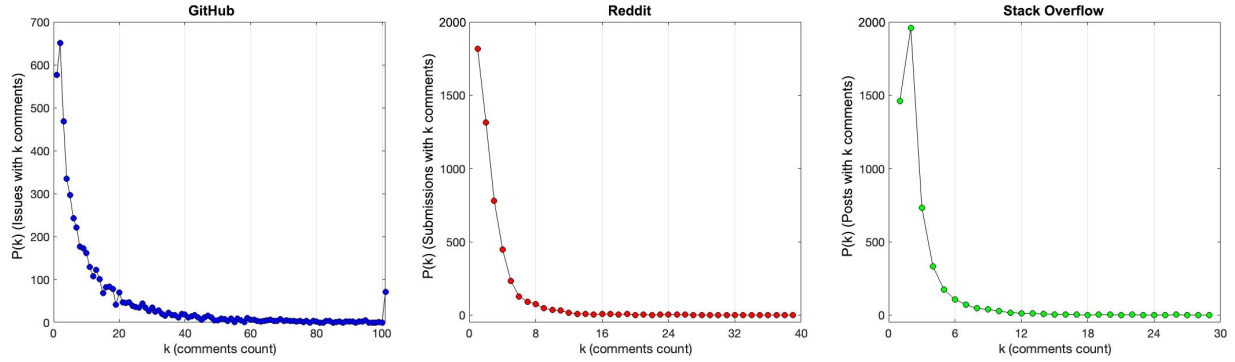 GitHub
700
600
500
400
300
200
100
0
P(k) (Issues with k comments)
0 20 40 60 80 100
k (comments count)
Reddit
2000
1500
1000
500
0
P(k) (Submissions with k comments)
0 8 16 24 32 40
k (comments count)
Stack Overflow
2000
1500
1000
500
0
P(k) (Posts with k comments)
0 6 12 18 24 30
k (comments count)